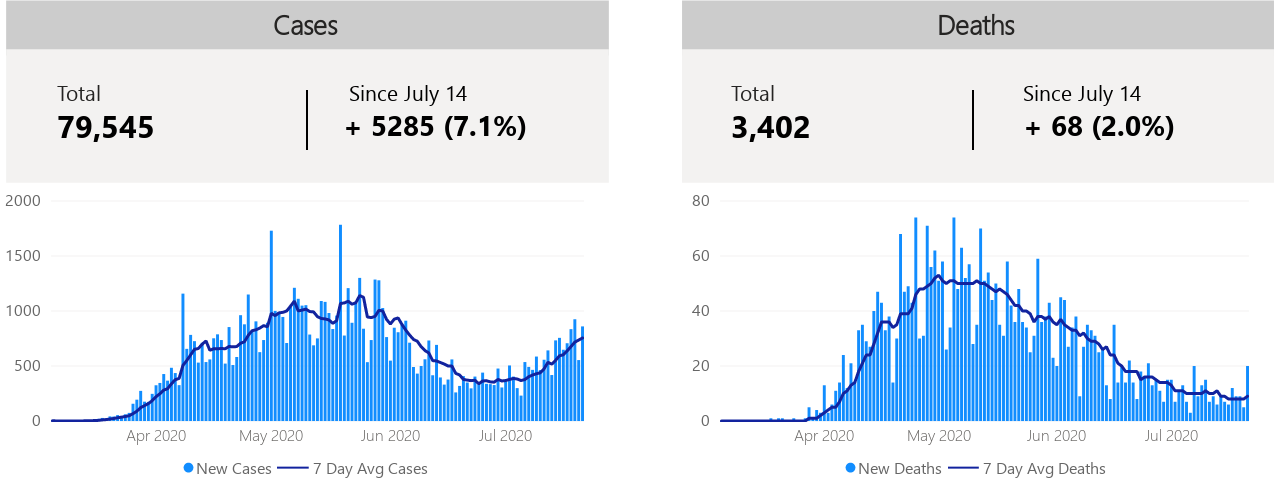 Cases
Total
Since July 14
79,545
+ 5285 (7.1%)
2000
1500
1000
500
0
Apr 2020
May 2020
Jun 2020
Jul 2020
New Cases
7 Day Avg Cases
Deaths
Total
Since July 14
3,402
+ 68 (2.0%)
80
60
40
20
0
Apr 2020
May 2020
Jun 2020
Jul 2020
New Deaths
7 Day Avg Deaths